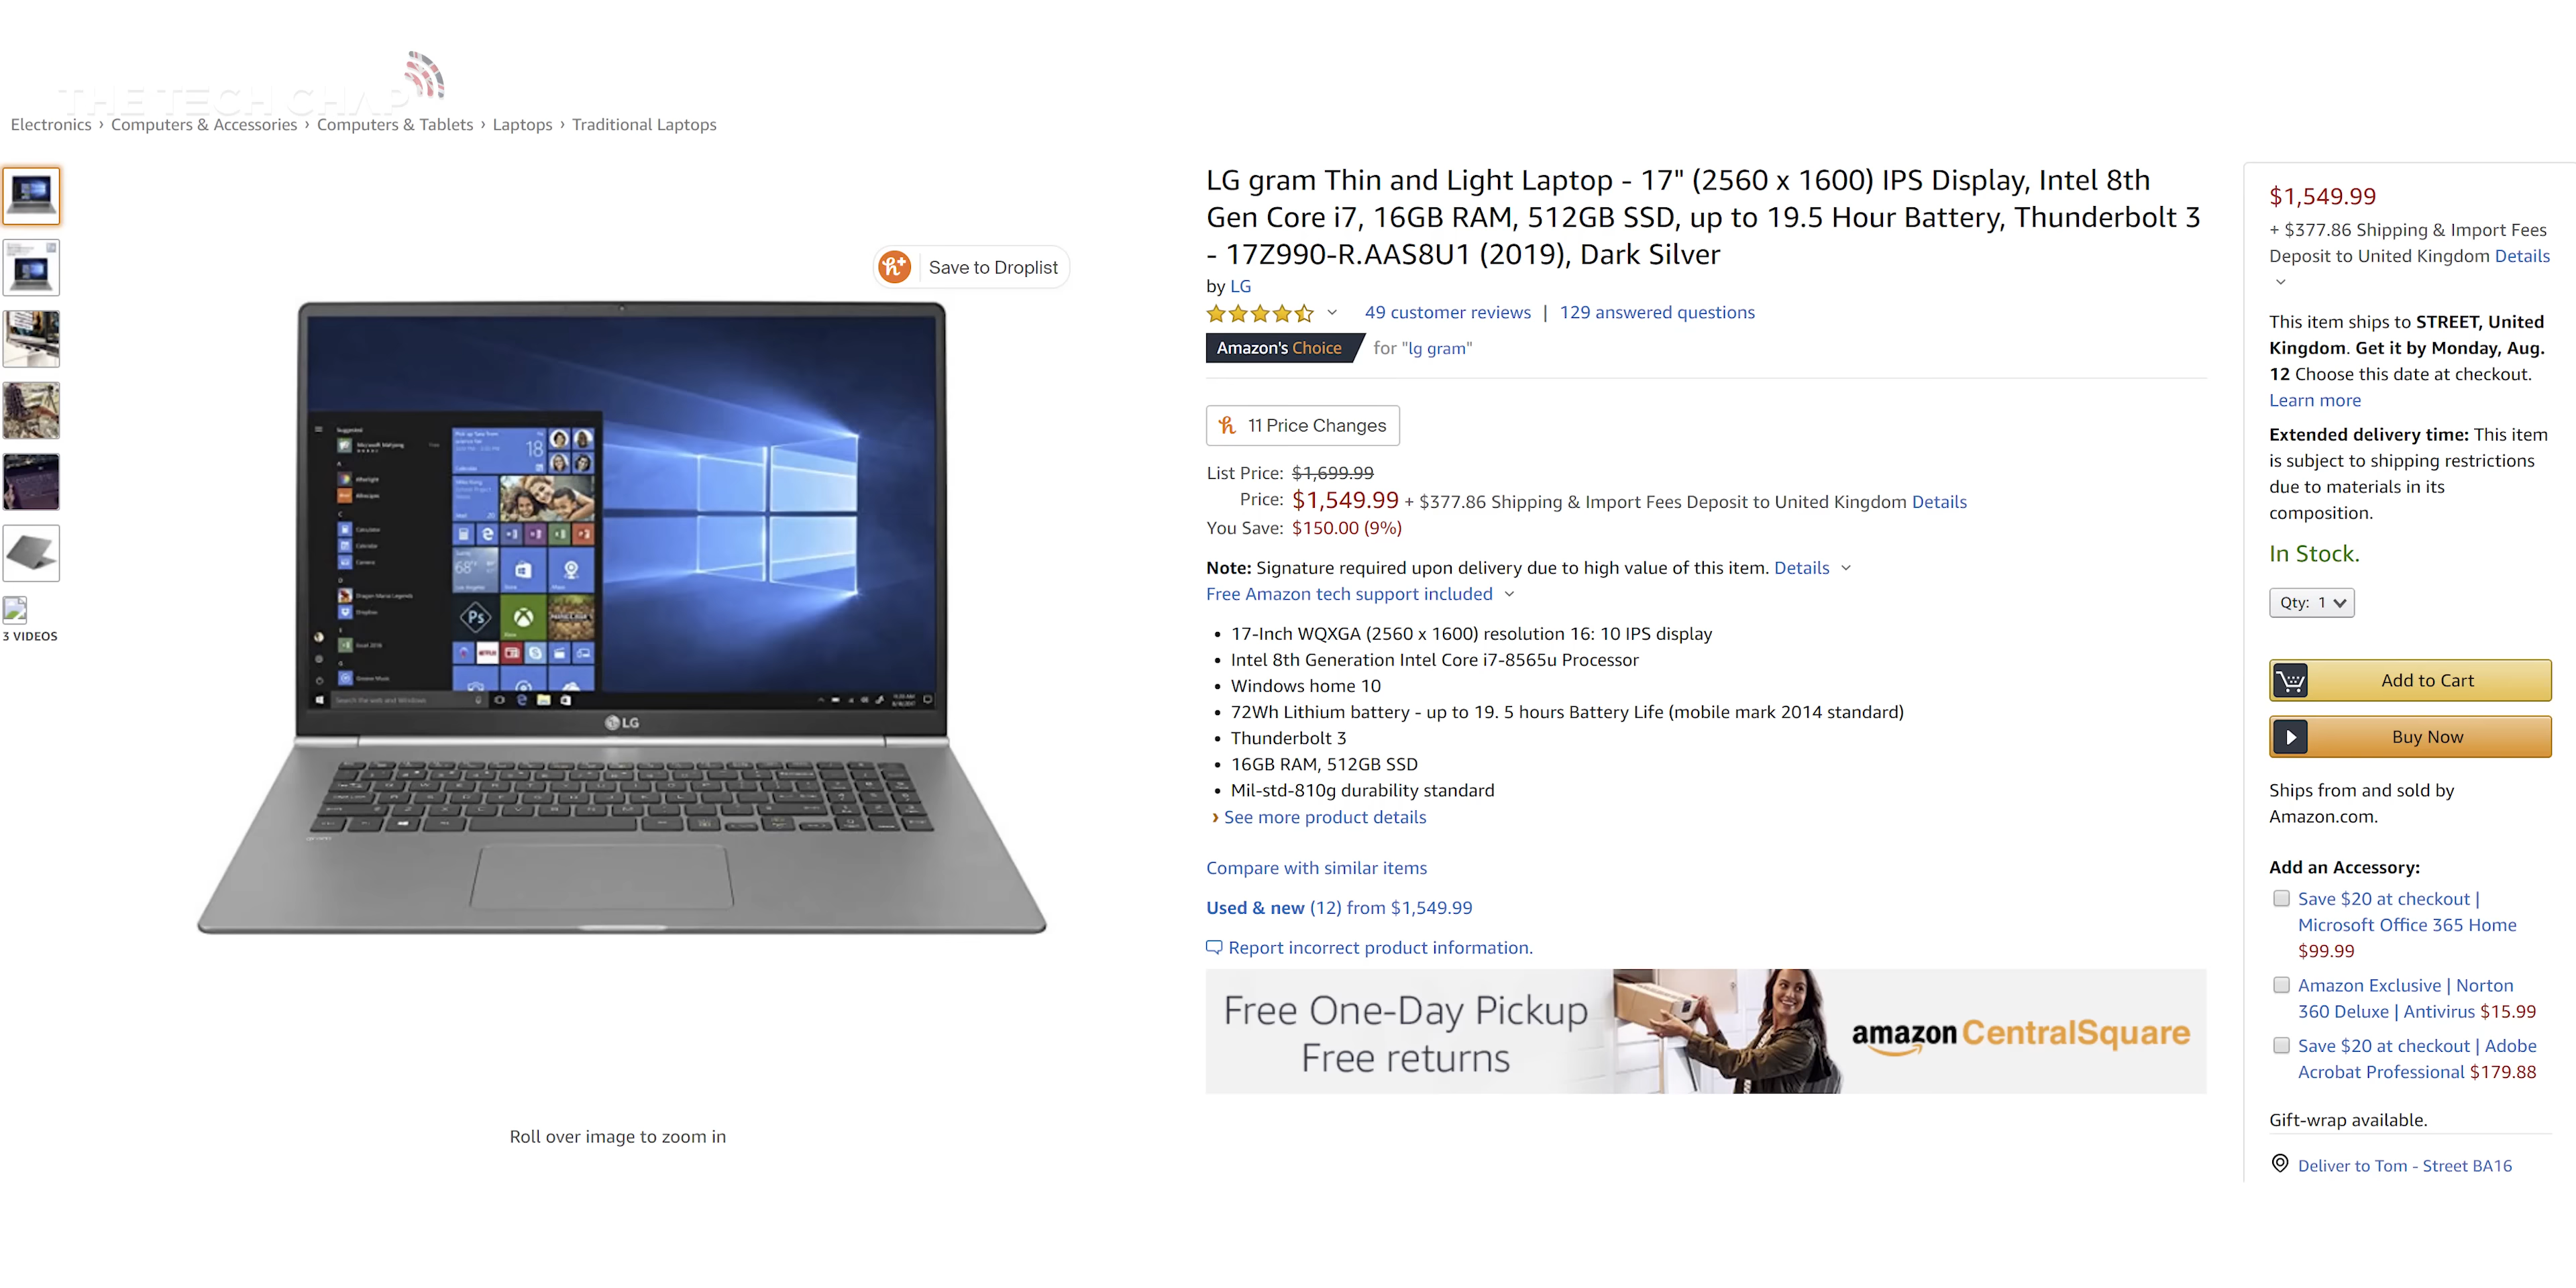 THE TECH CHAP
Electronics › Computers & Accessories › Computers & Tablets › Laptops › Traditional Laptops
3 VIDEOS
Save to Droplist
18
68°
Ps
LG
Roll over image to zoom in
LG gram Thin and Light Laptop - 17" (2560 x 1600) IPS Display, Intel 8th
Gen Core i7, 16GB RAM, 512GB SSD, up to 19.5 Hour Battery, Thunderbolt 3
- 17Z990-R.AAS8U1 (2019), Dark Silver
by LG
49 customer reviews | 129 answered questions
Amazon's Choice for "lg gram"
11 Price Changes
List Price: $1,699.99
Price: $1,549.99 + $377.86 Shipping & Import Fees Deposit to United Kingdom Details
You Save: $150.00 (9%)
Note: Signature required upon delivery due to high value of this item. Details
Free Amazon tech support included
• 17-Inch WQXGA (2560 x 1600) resolution 16: 10 IPS display
• Intel 8th Generation Intel Core i7-8565u Processor
• Windows home 10
• 72Wh Lithium battery - up to 19. 5 hours Battery Life (mobile mark 2014 standard)
• Thunderbolt 3
• 16GB RAM, 512GB SSD
• Mil-std-810g durability standard
› See more product details
Compare with similar items
Used & new (12) from $1,549.99
Report incorrect product information.
Free One-Day Pickup
Free returns
amazon CentralSquare
$1,549.99
+ $377.86 Shipping & Import Fees
Deposit to United Kingdom Details
This item ships to STREET, United
Kingdom. Get it by Monday, Aug.
12 Choose this date at checkout.
Learn more
Extended delivery time: This item
is subject to shipping restrictions
due to materials in its
composition.
In Stock.
Qty: 1
Add to Cart
Buy Now
Ships from and sold by
Amazon.com.
Add an Accessory:
Save $20 at checkout |
Microsoft Office 365 Home
$99.99
Amazon Exclusive | Norton
360 Deluxe | Antivirus $15.99
Save $20 at checkout | Adobe
Acrobat Professional $179.88
Gift-wrap available.
Deliver to Tom - Street BA16